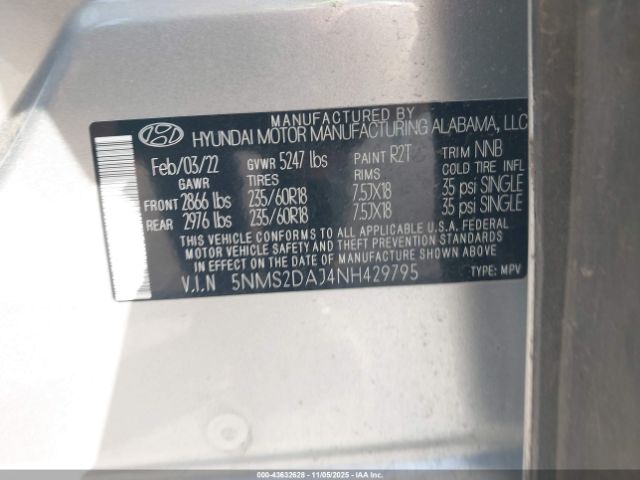 MANUFACTURED BY
HYUNDAI MOTOR MANUFACTURING ALABAMA, LLC
Feb/03/22 GVWR 5247 lbs PAINT R2T TRIM NNB
GAWR TIRES RIMS COLD TIRE INFL
FRONT 2866 lbs 235/60R18 7.5JX18 35 psi SINGLE
REAR 2976 lbs 235/60R18 7.5JX18 35 psi SINGLE
THIS VEHICLE CONFORMS TO ALL APPLICABLE U.S.A. FEDERAL
MOTOR VEHICLE SAFETY AND THEFT PREVENTION STANDARDS
IN EFFECT ON THE DATE OF MANUFACTURE SHOWN ABOVE.
V.I.N 5NMS2DAJ4NH429795 TYPE: MPV
000-43632628 - 11/05/2025 - IAAI.COM